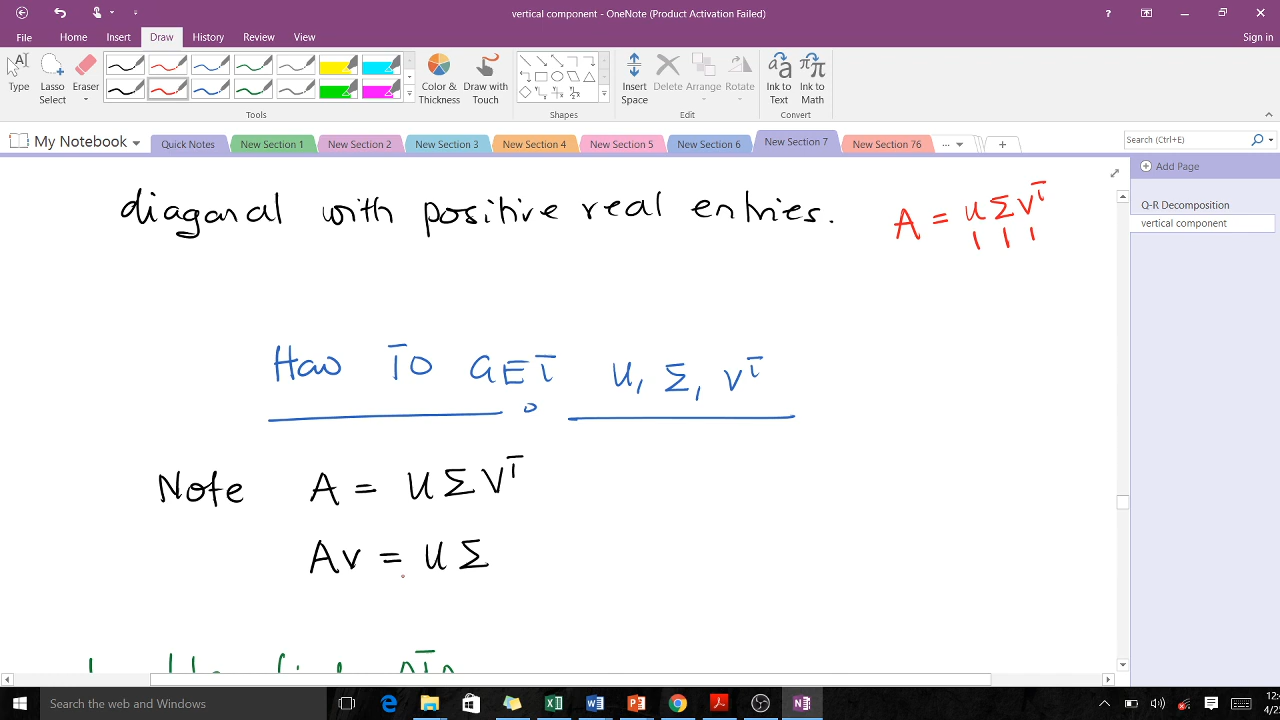 vertical component - OneNote (Product Activation Failed)
File Home Insert Draw History Review View Sign in
Type
Lasso Select
Eraser
Color & Thickness
Draw with Touch
Insert Space
Delete
Arrange
Rotate
Ink to Text
Ink to Math
Tools Shapes Edit Convert
My Notebook Quick Notes New Section 1 New Section 2 New Section 3 New Section 4 New Section 5 New Section 6 New Section 7 New Section 76 ... Search (Ctrl+E)
Add Page
Q-R Decomposition
vertical component
diagonal with positive real entries.
A = U Σ V^T
How TO GET U, Σ, V^T
Note A = U Σ V^T
AV = U Σ
Search the web and Windows